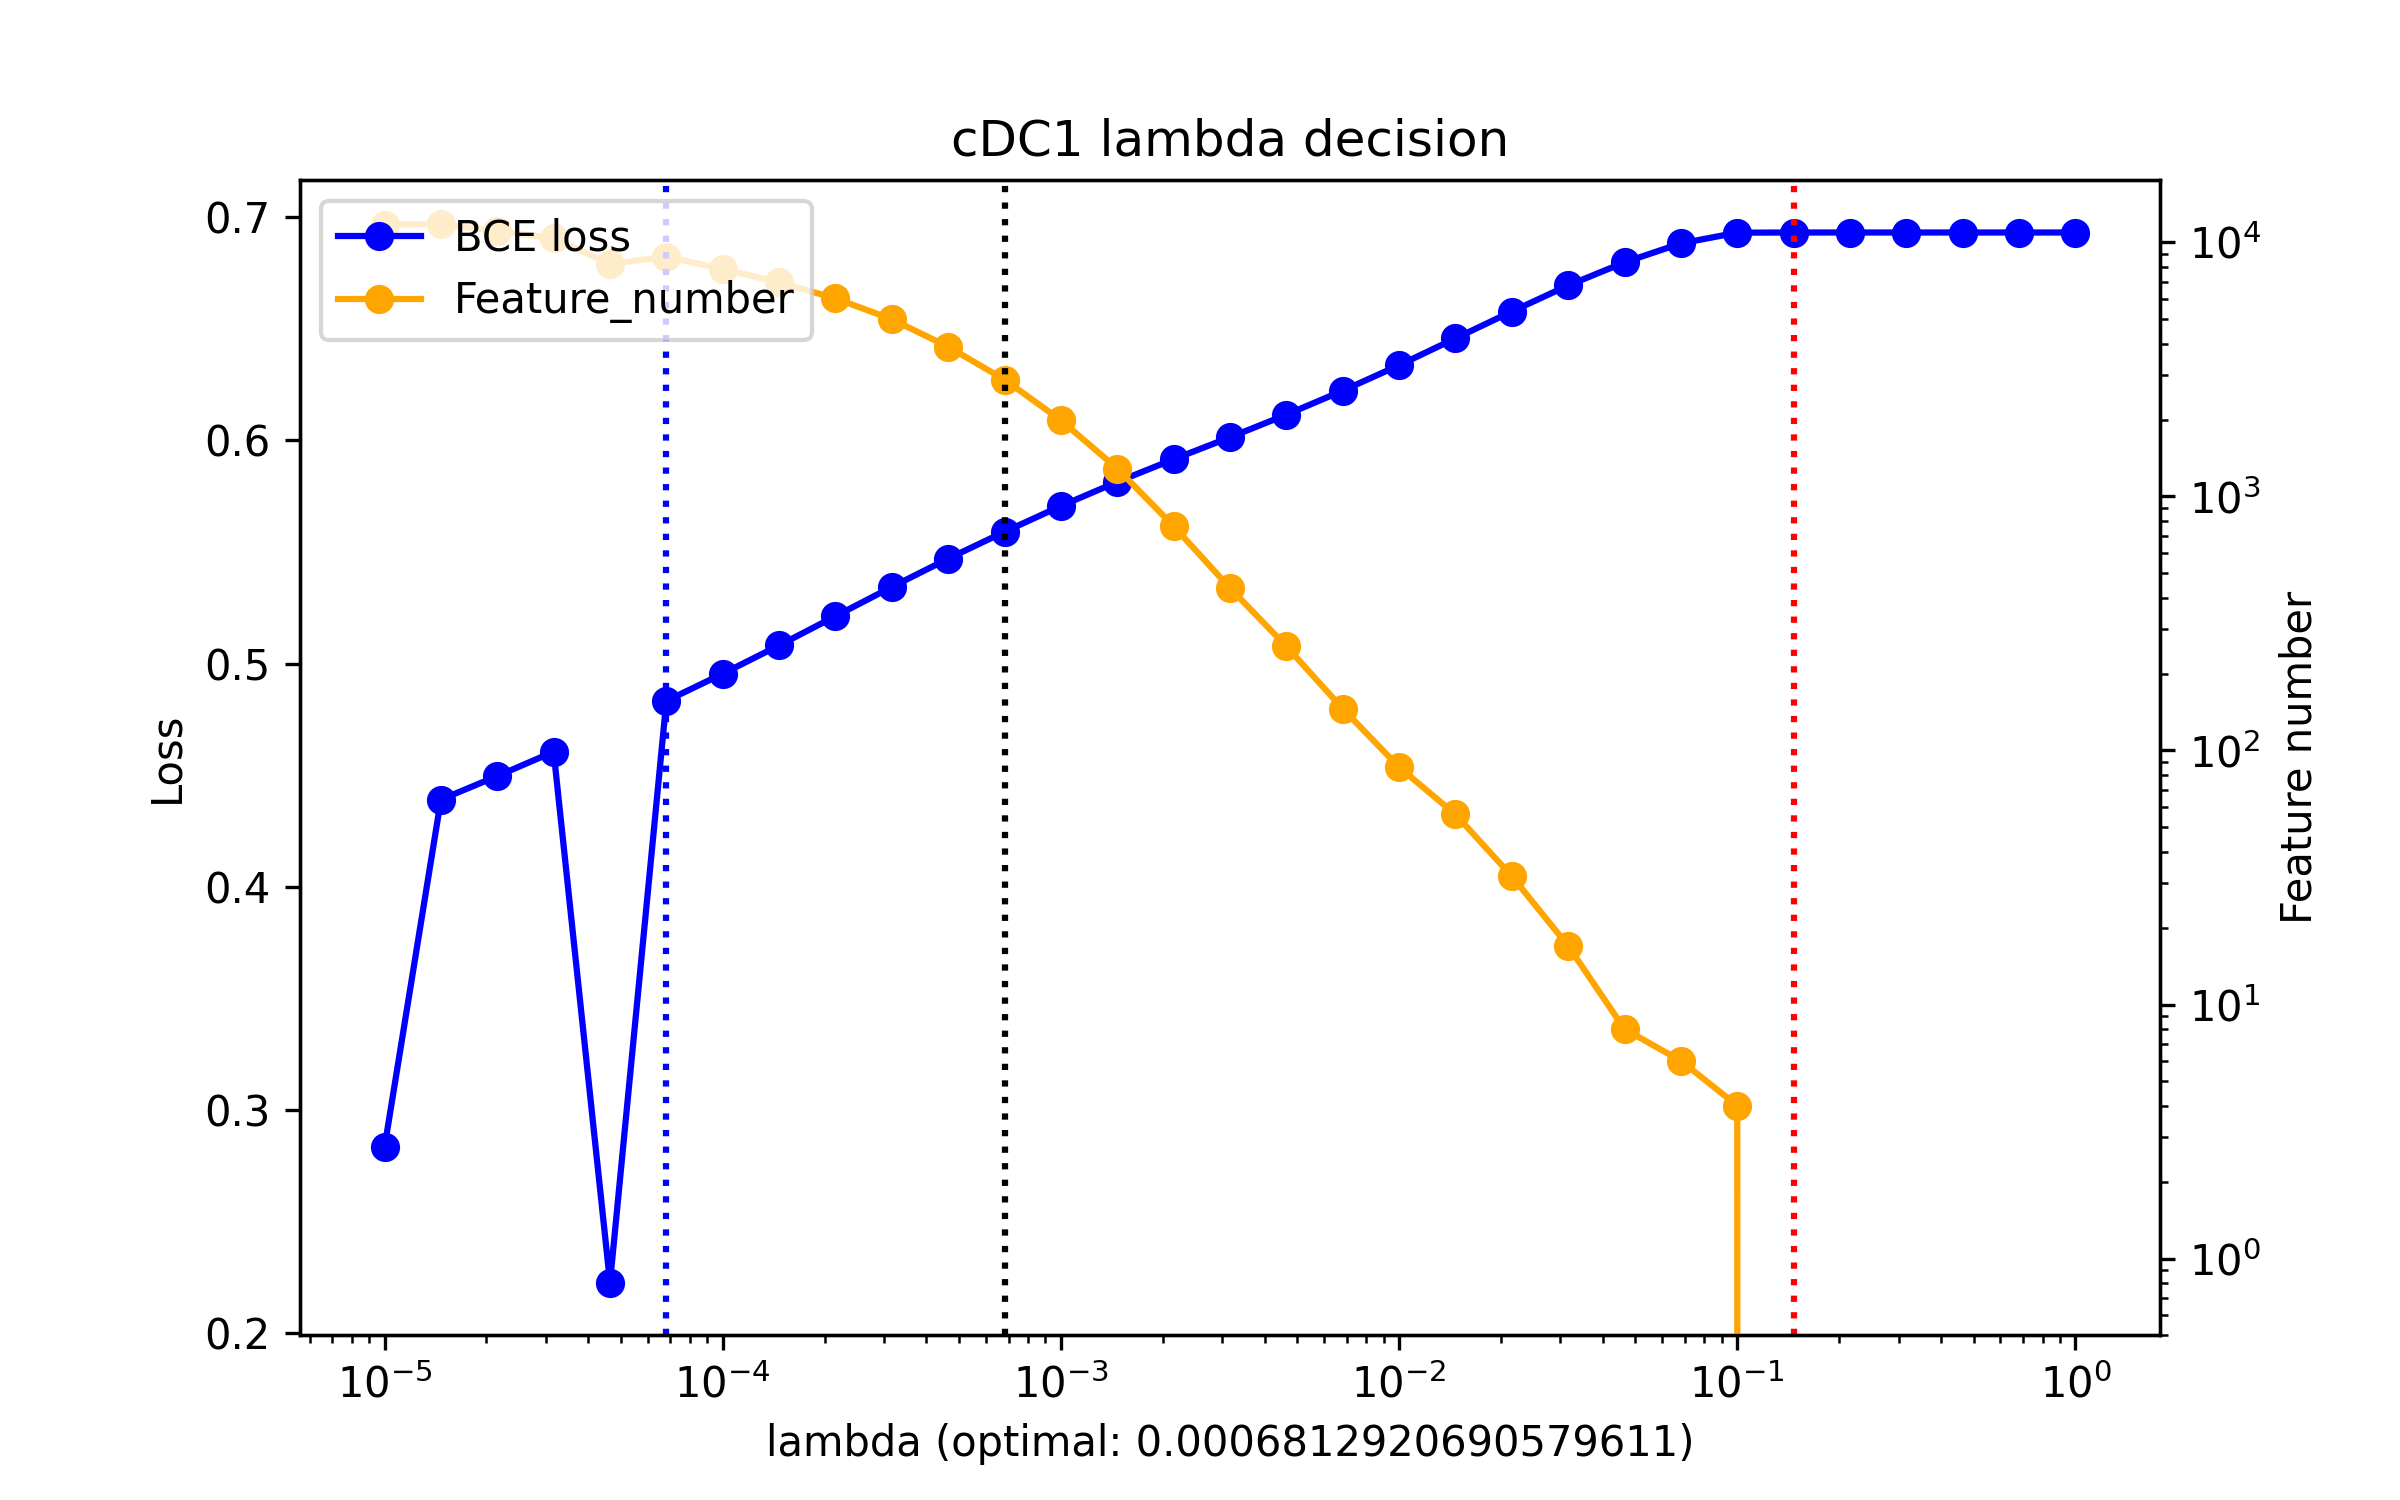 cDC1 lambda decision
BCE loss
Feature_number
0.7
0.6
0.5
0.4
0.3
0.2
Loss
10⁴
10³
10²
10¹
10⁰
Feature number
10⁻⁵ 10⁻⁴ 10⁻³ 10⁻² 10⁻¹ 10⁰
lambda (optimal: 0.0006812920690579611)